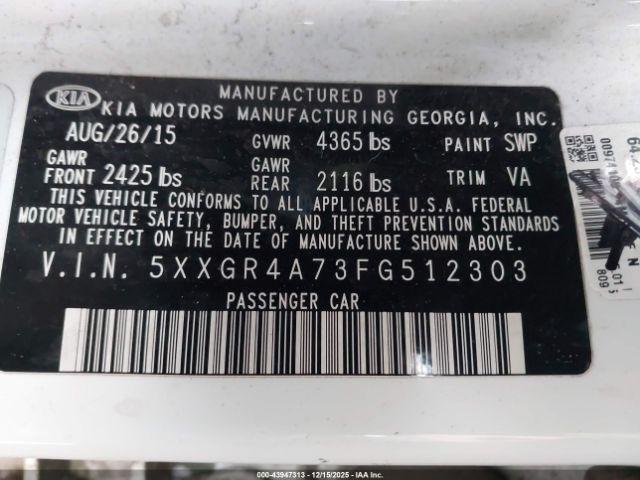 KIA
MANUFACTURED BY
KIA MOTORS MANUFACTURING GEORGIA, INC.
AUG/26/15 GVWR 4365 lbs PAINT SWP
GAWR FRONT 2425 lbs GAWR REAR 2116 lbs TRIM VA
THIS VEHICLE CONFORMS TO ALL APPLICABLE U.S.A. FEDERAL
MOTOR VEHICLE SAFETY, BUMPER, AND THEFT PREVENTION STANDARDS
IN EFFECT ON THE DATE OF MANUFACTURE SHOWN ABOVE.
V.I.N. 5XXGR4A73FG512303
PASSENGER CAR
Ref: 000-43947313 - 12/15/2025 - IAA Inc.